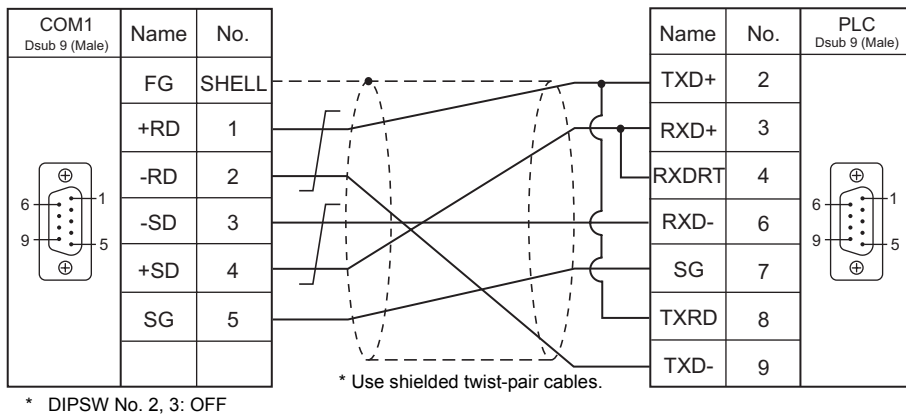 COM1
Dsub 9 (Male)
Name No.
FG SHELL
+RD 1
-RD 2
-SD 3
+SD 4
SG 5
6
1
9
5
Name No.
PLC
Dsub 9 (Male)
TXD+ 2
RXD+ 3
RXDRT 4
RXD- 6
SG 7
TXRD 8
TXD- 9
6
1
9
5
* Use shielded twist-pair cables.
* DIPSW No. 2, 3: OFF